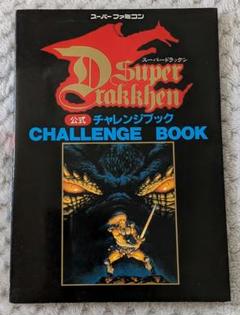 スーパーファミコン
Super
スーパードラッケン
Drakkhen
公式 チャレンジブック
CHALLENGE BOOK